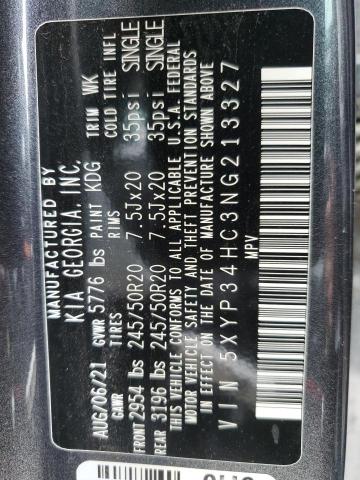 MANUFACTURED BY
KIA GEORGIA, INC.
AUG/06/21 GVWR 5776 lbs PAINT KDG TRIM WK
GAWR TIRES RIMS COLD TIRE INFL
FRONT 2954 lbs 245/50R20 7.5Jx20 35psi SINGLE
REAR 3196 lbs 245/50R20 7.5Jx20 35psi SINGLE
THIS VEHICLE CONFORMS TO ALL APPLICABLE U.S.A. FEDERAL
MOTOR VEHICLE SAFETY AND THEFT PREVENTION STANDARDS
IN EFFECT ON THE DATE OF MANUFACTURE SHOWN ABOVE.
VIN 5XYP34HC3NG213327
MPV